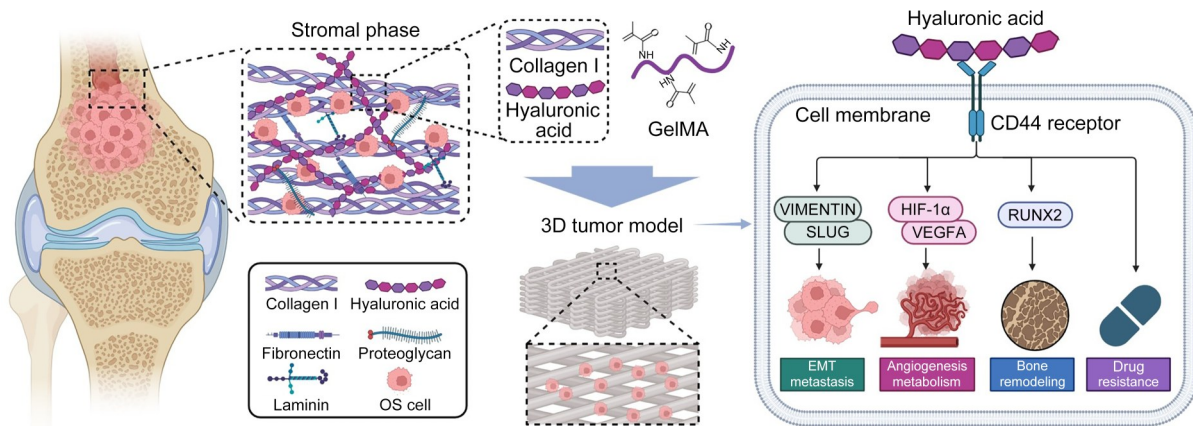 Stromal phase
Collagen I
Hyaluronic
acid
O
NH
O
NH
HN
O
GelMA
3D tumor model
Collagen I
Hyaluronic acid
Fibronectin
Proteoglycan
Laminin
OS cell
Hyaluronic acid
Cell membrane
CD44 receptor
VIMENTIN
SLUG
HIF-1α
VEGFA
RUNX2
EMT
metastasis
Angiogenesis
metabolism
Bone
remodeling
Drug
resistance